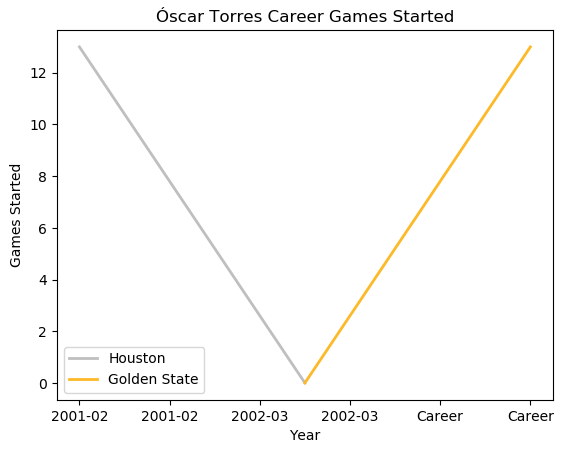 Óscar Torres Career Games Started
Games Started
12
10
8
6
4
2
0
Houston
Golden State
2001-02 2001-02 2002-03 2002-03 Career Career
Year